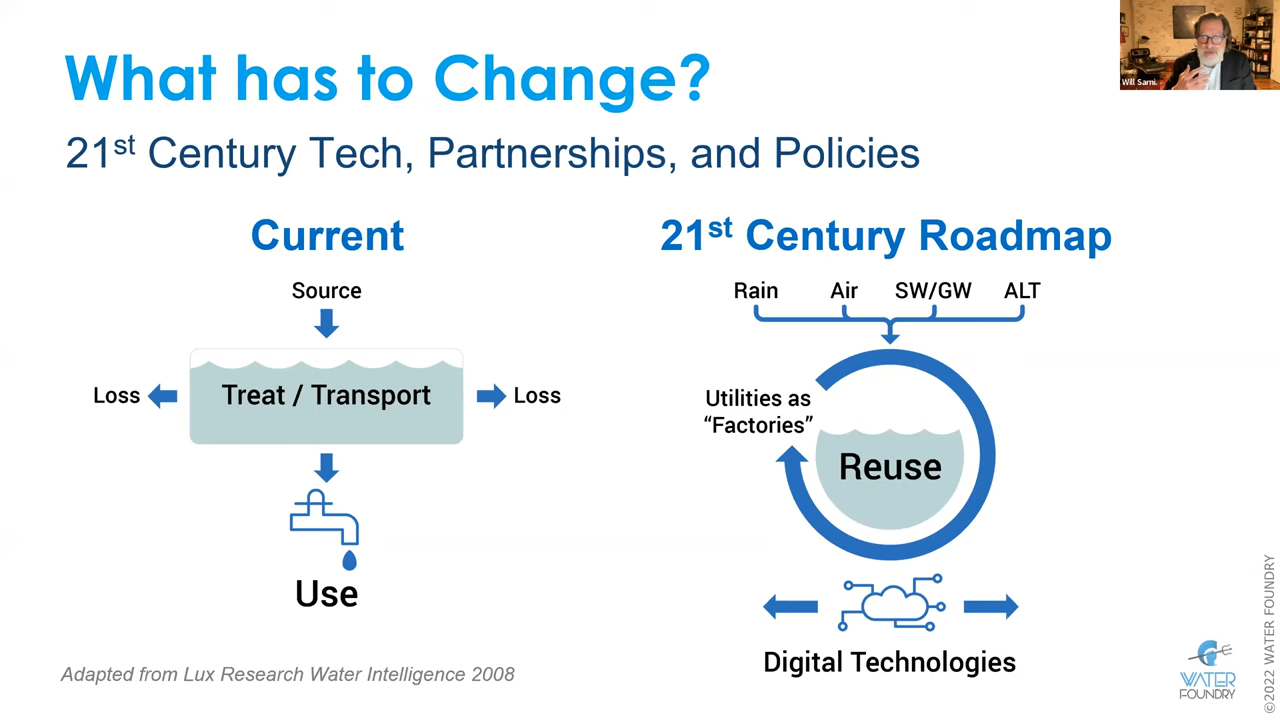 What has to Change?
21st Century Tech, Partnerships, and Policies
Will Sarni
Current
Source
Loss
Treat / Transport
Loss
Use
21st Century Roadmap
Rain Air SW/GW ALT
Utilities as
“Factories”
Reuse
Digital Technologies
Adapted from Lux Research Water Intelligence 2008
WATER
FOUNDRY
©2022 WATER FOUNDRY